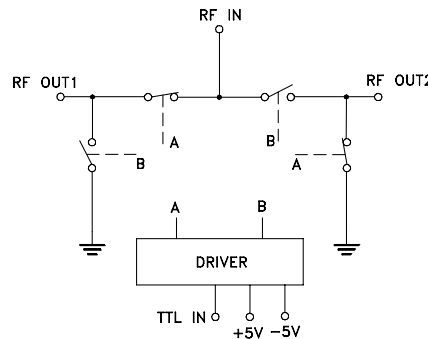 RF IN
RF OUT1
RF OUT2
A
B
B
A
A
B
DRIVER
TTL IN
+5V
-5V